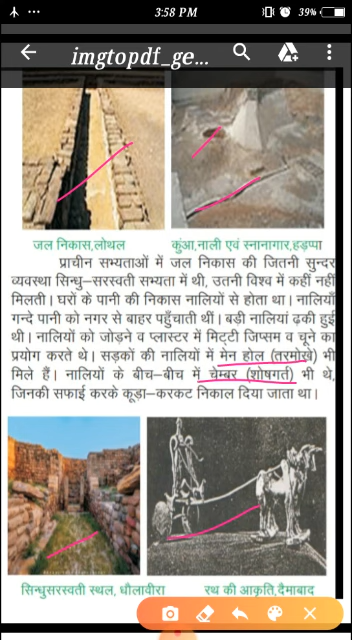 3:58 PM
39%
imgtopdf_ge...
जल निकास,लोथल
कुंआ,नाली एवं स्नानागार,हड़प्पा
प्राचीन सभ्यताओं में जल निकास की जितनी सुन्दर
व्यवस्था सिन्धु–सरस्वती सभ्यता में थी, उतनी विश्व में कहीं नहीं
मिलती। घरों के पानी की निकास नालियों से होता था। नालियाँ
गन्दे पानी को नगर से बाहर पहुँचाती थीं। बडी नालियां ढकी हुई
थी। नालियों को जोड़ने व प्लास्टर में मिट्टी जिप्सम व चूने का
प्रयोग करते थे। सड़कों की नालियों में मेन होल (तरमोखे) भी
मिले हैं। नालियों के बीच–बीच में चेम्बर (शोषगर्त) भी थे,
जिनकी सफाई करके कूड़ा–करकट निकाल दिया जाता था।
सिन्धुसरस्वती स्थल, धौलावीरा
रथ की आकृति,दैमाबाद